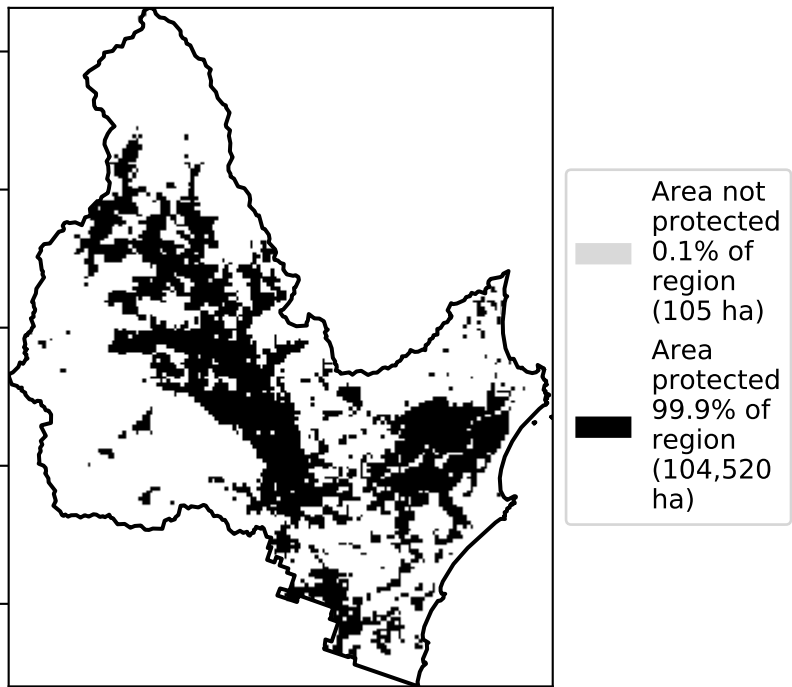 Area not
protected
0.1% of
region
(105 ha)
Area
protected
99.9% of
region
(104,520
ha)